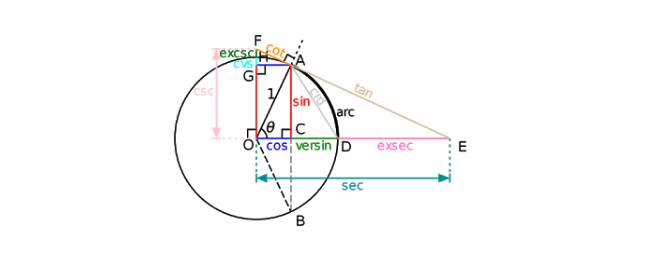 F
excsc
cot
cvs
A
G
csc
1
tan
crd
sin
arc
θ
C
O
cos
versin
D
exsec
E
sec
B